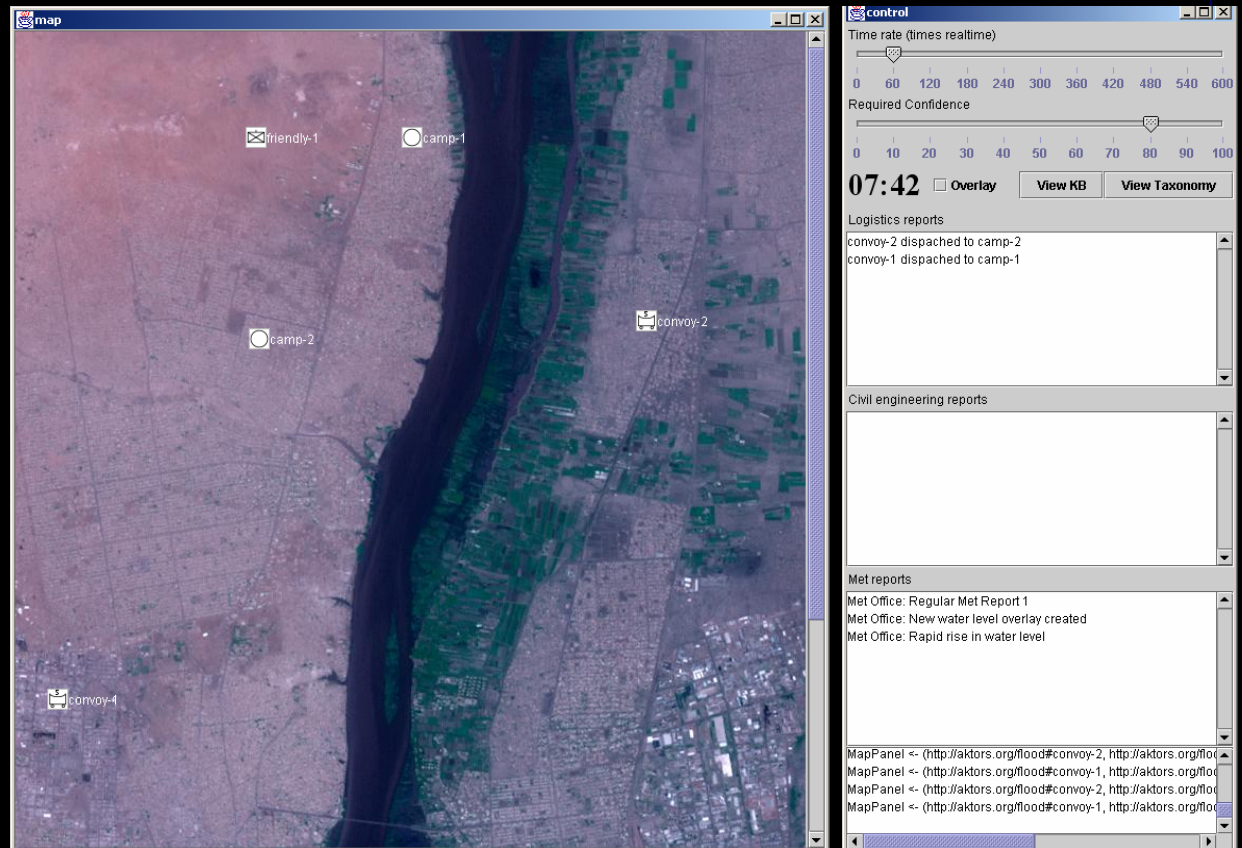 map
friendly-1
camp-1
camp-2
convoy-2
convoy-4
control
Time rate (times realtime)
0 60 120 180 240 300 360 420 480 540 600
Required Confidence
0 10 20 30 40 50 60 70 80 90 100
07:42 Overlay View KB View Taxonomy
Logistics reports
convoy-2 dispached to camp-2
convoy-1 dispached to camp-1
Civil engineering reports
Met reports
Met Office: Regular Met Report 1
Met Office: New water level overlay created
Met Office: Rapid rise in water level
MapPanel <- (http://aktors.org/flood#convoy-2, http://aktors.org/floo
MapPanel <- (http://aktors.org/flood#convoy-1, http://aktors.org/floo
MapPanel <- (http://aktors.org/flood#convoy-2, http://aktors.org/floo
MapPanel <- (http://aktors.org/flood#convoy-1, http://aktors.org/floo